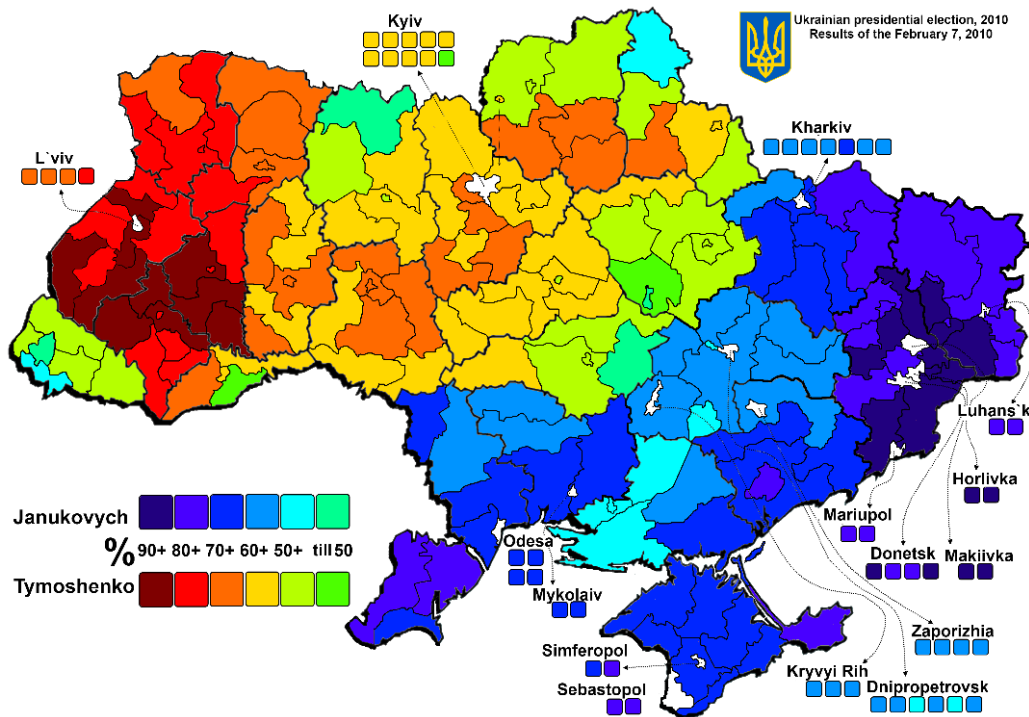 Ukrainian presidential election, 2010
Results of the February 7, 2010
Kyiv
Kharkiv
L`viv
Luhans`k
Horlivka
Mariupol
Donetsk
Makiivka
Janukovych
% 90+ 80+ 70+ 60+ 50+ till 50
Tymoshenko
Odesa
Mykolaiv
Zaporizhia
Simferopol
Kryvyi Rih
Dnipropetrovsk
Sebastopol